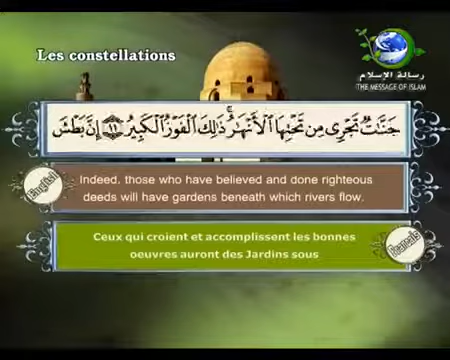 Les constellations
رسالة الإسلام
THE MESSAGE OF ISLAM
جَنَّـٰتٌ تَجْرِى مِن تَحْتِهَا ٱلْأَنْهَـٰرُ ۚ ذَٰلِكَ ٱلْفَوْزُ ٱلْكَبِيرُ ١١ إِنَّ بَطْشَ
English
Indeed, those who have believed and done righteous
deeds will have gardens beneath which rivers flow.
Ceux qui croient et accomplissent les bonnes
oeuvres auront des Jardins sous
Français